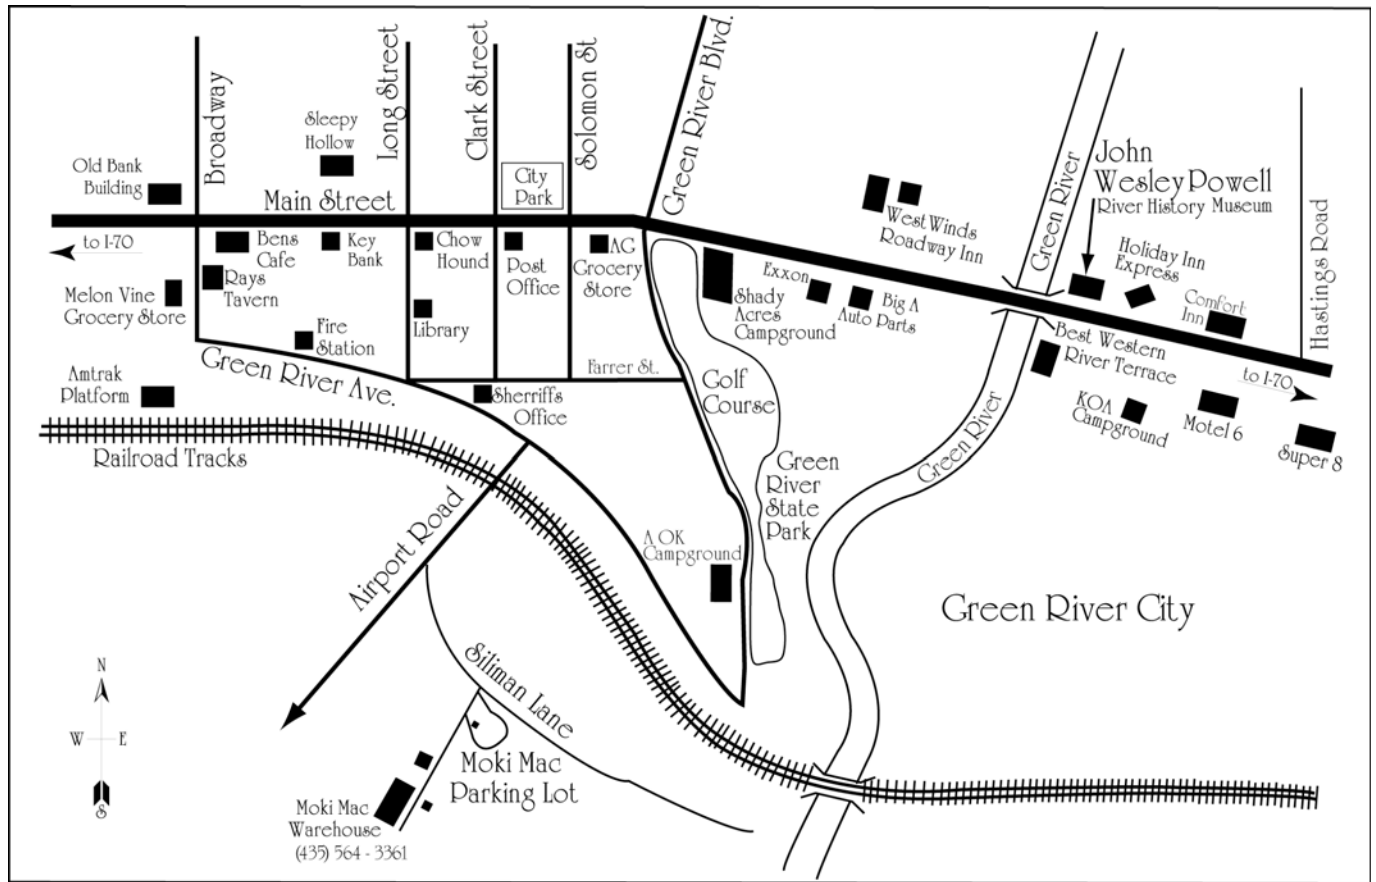 Broadway
Long Street
Clark Street
Solomon St
Green River Blvd.
Green River
Hastings Road
Sleepy
Hollow
Old Bank
Building
City
Park
Main Street
John
Wesley Powell
River History Museum
West Winds
Roadway Inn
Holiday Inn
Express
Comfort
Inn
to I-70
Bens
Cafe
Key
Bank
Chow
Hound
Post
Office
AG
Grocery
Store
Rays
Tavern
Melon Vine
Grocery Store
Exxon
Shady
Acres
Campground
Big A
Auto Parts
Fire
Station
Library
Best Western
River Terrace
to I-70
Green River Ave.
Farrer St.
Amtrak
Platform
Sherriffs
Office
Golf
Course
KOA
Campground
Motel 6
Super 8
Railroad Tracks
Green River
Green
River
State
Park
Airport Road
A OK
Campground
Green River City
Siliman Lane
N
W
E
S
Moki Mac
Parking Lot
Moki Mac
Warehouse
(435) 564 - 3361